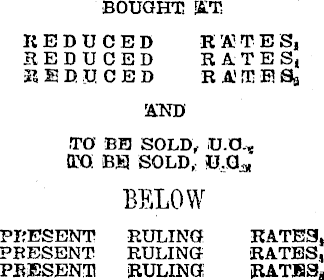 BOUGHT AT
REDUCED RATES,
REDUCED RATES,
REDUCED RATES,
AND
TO BE SOLD, U.C.,
TO BE SOLD, U.C.,
BELOW
PRESENT RULING RATES,
PRESENT RULING RATES,
PRESENT RULING RATES,